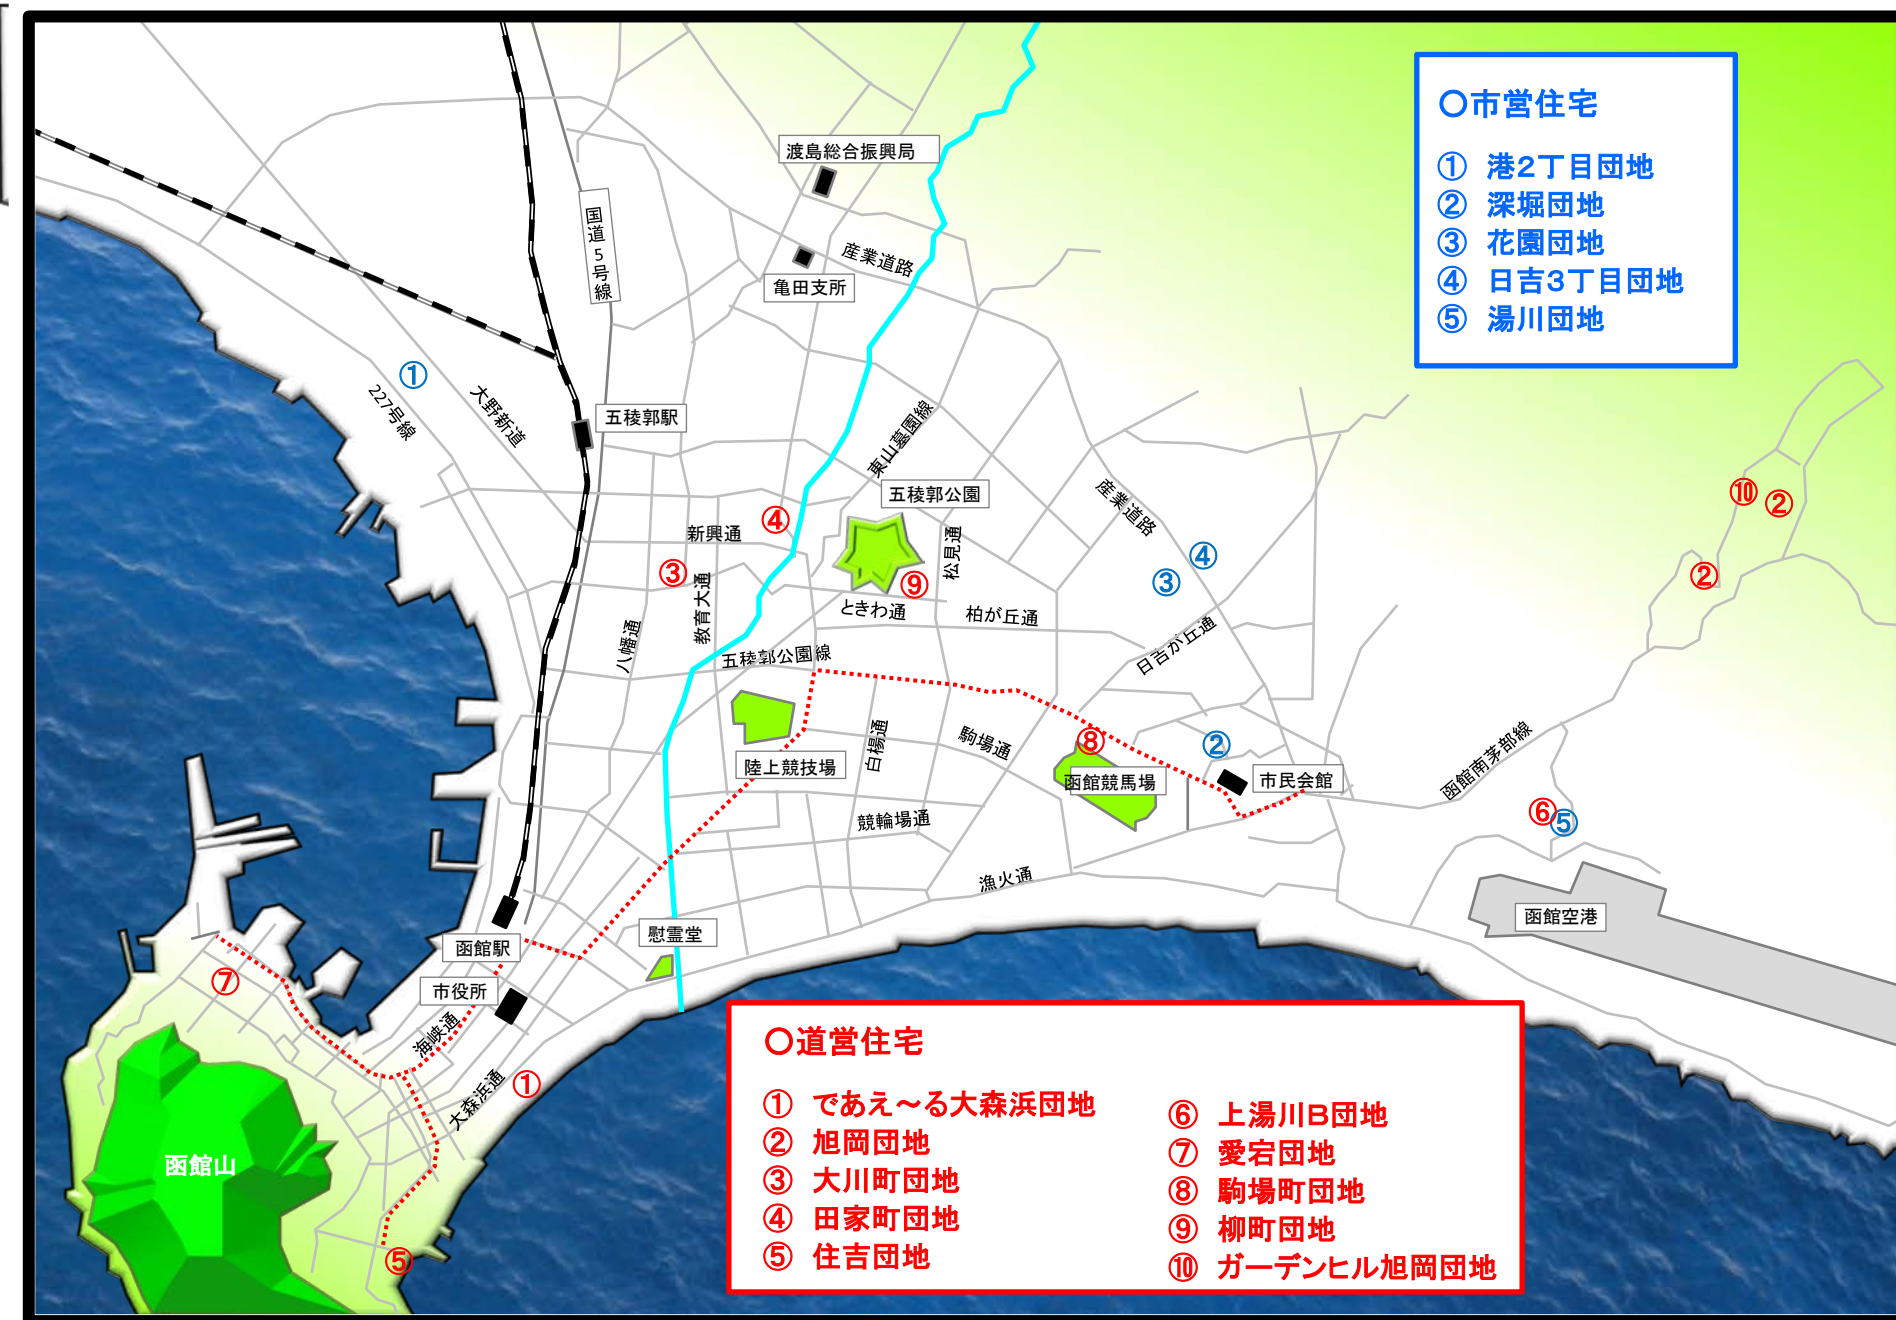 ○市営住宅
① 港2丁目団地
② 深堀団地
③ 花園団地
④ 日吉3丁目団地
⑤ 湯川団地
渡島総合振興局
国道5号線
産業道路
亀田支所
①
227号線
大野新道
五稜郭駅
東山墓園線
五稜郭公園
産業道路
⑩
②
④
新興通
松見通
④
③
③
②
⑨
教育大通
ときわ通
柏が丘通
八幡通
日吉が丘通
五稜郭公園線
白楊通
駒場通
⑧
②
函館南茅部線
陸上競技場
函館競馬場
市民会館
⑥
⑤
競輪場通
漁火通
函館空港
慰霊堂
函館駅
⑦
市役所
海峡通
大森浜通
①
函館山
⑤
○道営住宅
① であえ～る大森浜団地
② 旭岡団地
③ 大川町団地
④ 田家町団地
⑤ 住吉団地
⑥ 上湯川B団地
⑦ 愛宕団地
⑧ 駒場町団地
⑨ 柳町団地
⑩ ガーデンヒル旭岡団地